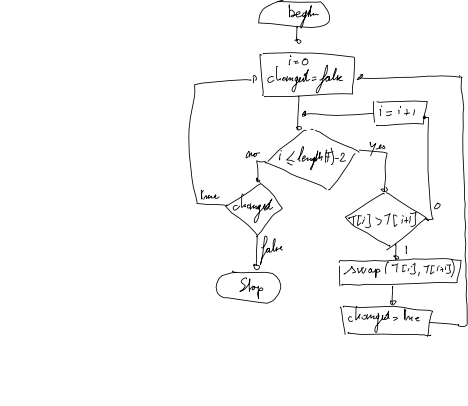 begin
i=0
changed=false
i=i+1
i ≤ length(T)-2
no
yes
true
changed
T[i]>T[i+1]
0
false
1
swap(T[i],T[i+1])
Stop
changed=true